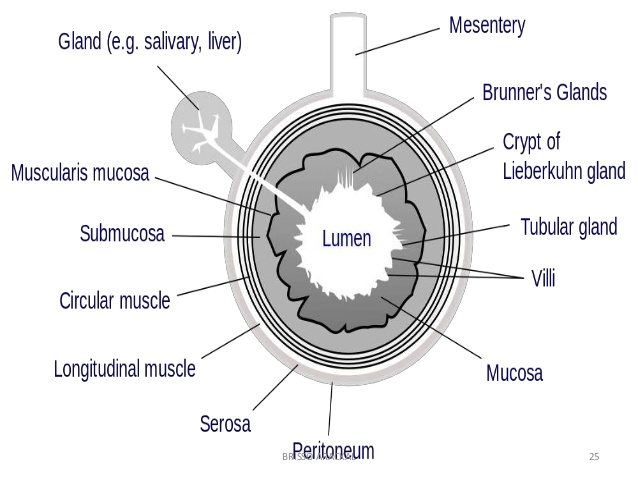 Mesentery
Gland (e.g. salivary, liver)
Brunner's Glands
Crypt of
Lieberkuhn gland
Muscularis mucosa
Tubular gland
Submucosa
Lumen
Villi
Circular muscle
Longitudinal muscle
Mucosa
Serosa
Peritoneum
25